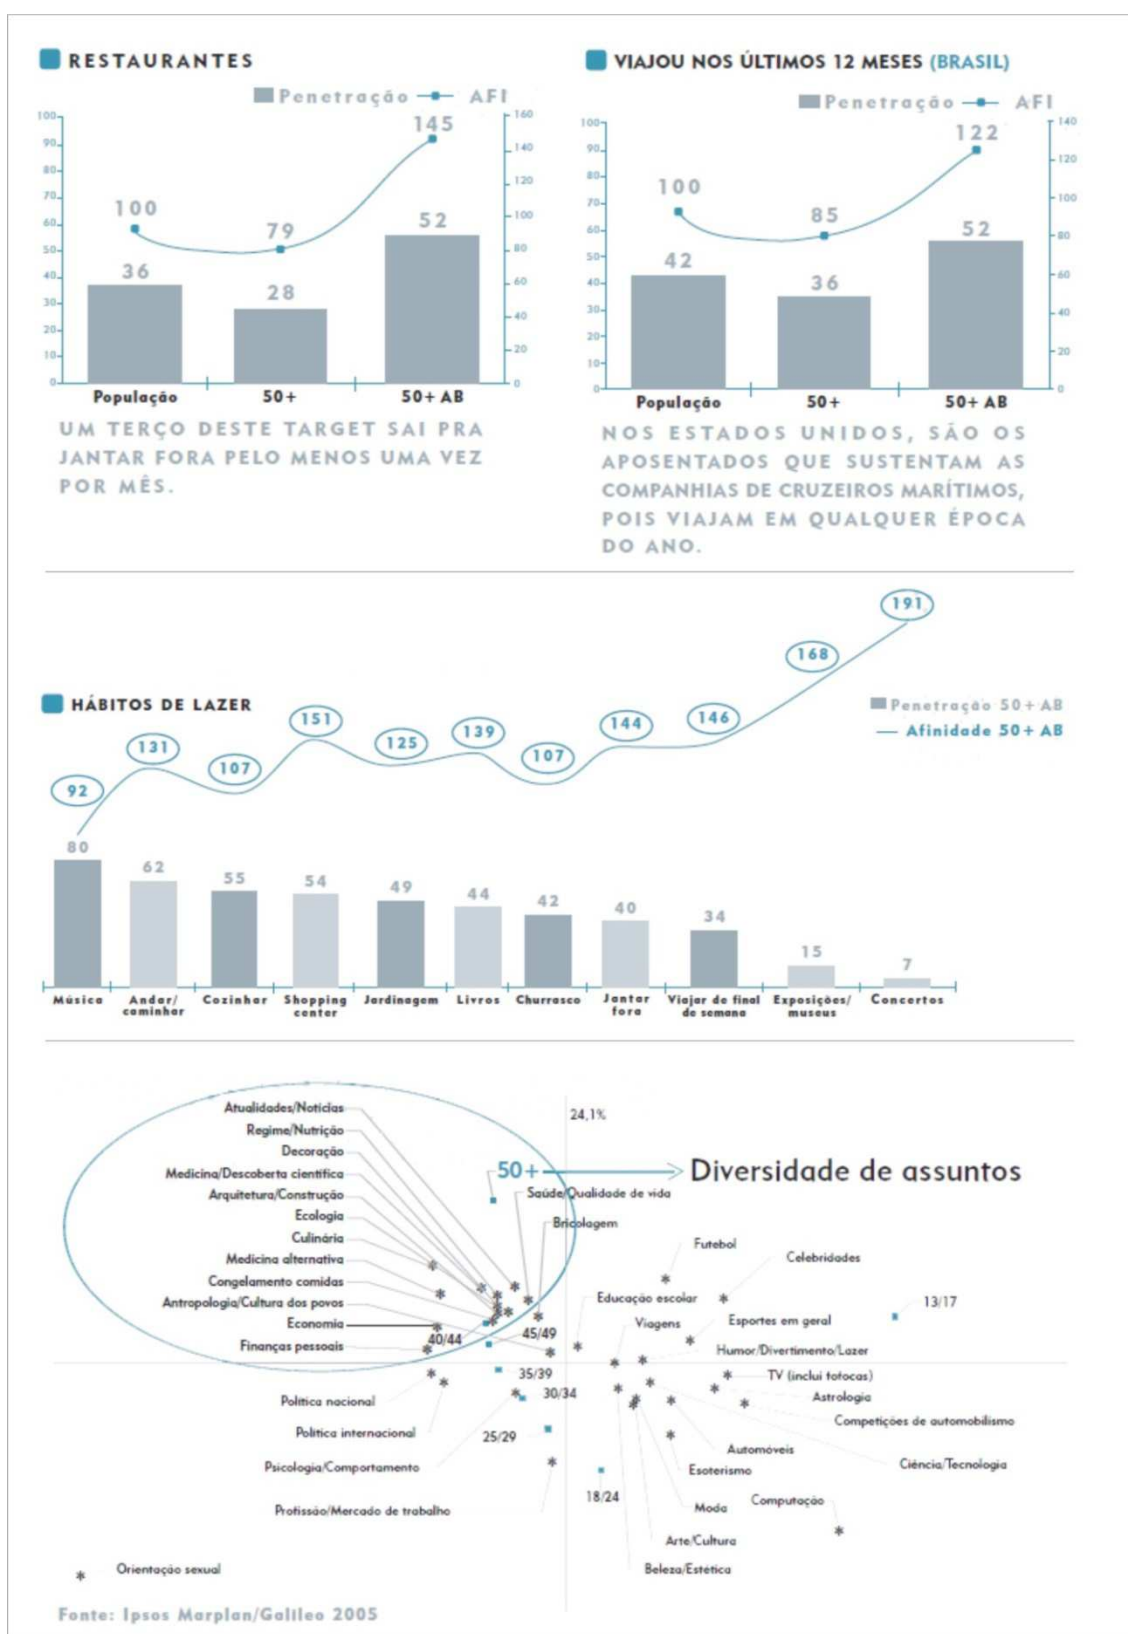 RESTAURANTES
Penetração AFI
100
90
80
70
60
50
40
30
20
10
0
160
140
120
100
80
60
40
20
0
100
79
145
36
28
52
População
50+
50+ AB
UM TERÇO DESTE TARGET SAI PRA
JANTAR FORA PELO MENOS UMA VEZ
POR MÊS.
VIAJOU NOS ÚLTIMOS 12 MESES (BRASIL)
Penetração AFI
100
90
80
70
60
50
40
30
20
10
0
140
120
100
80
60
40
20
0
100
85
122
42
36
52
População
50+
50+ AB
NOS ESTADOS UNIDOS, SÃO OS
APOSENTADOS QUE SUSTENTAM AS
COMPANHIAS DE CRUZEIROS MARÍTIMOS,
POIS VIAJAM EM QUALQUER ÉPOCA
DO ANO.
HÁBITOS DE LAZER
Penetração 50+ AB
Afinidade 50+ AB
92
131
107
151
125
139
107
144
146
168
191
80
62
55
54
49
44
42
40
34
15
7
Música
Andar/
caminhar
Cozinhar
Shopping
center
Jardinagem
Livros
Churrasco
Jantar
fora
Viajar de final
de semana
Exposições/
museus
Concertos
24,1%
50+
Diversidade de assuntos
Atualidades/Notícias
Regime/Nutrição
Decoração
Medicina/Descoberta científica
Arquitetura/Construção
Ecologia
Culinária
Medicina alternativa
Congelamento comidas
Antropologia/Cultura dos povos
Economia
Finanças pessoais
Saúde/Qualidade de vida
Bricolagem
Futebol
Celebridades
Educação escolar
Viagens
Esportes em geral
13/17
40/44
45/49
Humor/Divertimento/Lazer
35/39
TV (inclui fofocas)
30/34
Astrologia
Política nacional
Competições de automobilismo
Política internacional
25/29
Automóveis
Psicologia/Comportamento
Esoterismo
Ciência/Tecnologia
18/24
Profissão/Mercado de trabalho
Moda
Computação
Arte/Cultura
Orientação sexual
Beleza/Estética
Fonte: Ipsos Marplan/Galileo 2005